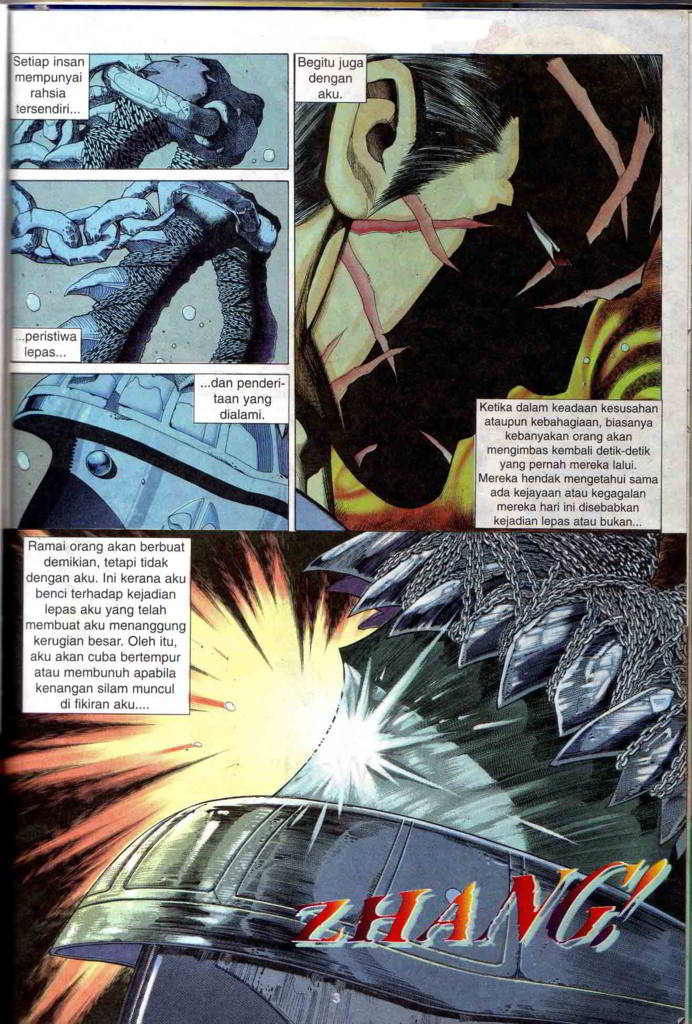 Setiap insan
mempunyai
rahsia
tersendiri...
Begitu juga
dengan
aku.
...peristiwa
lepas...
...dan penderi-
taan yang
dialami.
Ketika dalam keadaan kesusahan
ataupun kebahagiaan, biasanya
kebanyakan orang akan
mengimbas kembali detik-detik
yang pernah mereka lalui.
Mereka hendak mengetahui sama
ada kejayaan atau kegagalan
mereka hari ini disebabkan
kejadian lepas atau bukan...
Ramai orang akan berbuat
demikian, tetapi tidak
dengan aku. Ini kerana aku
benci terhadap kejadian
lepas aku yang telah
membuat aku menanggung
kerugian besar. Oleh itu,
aku akan cuba bertempur
atau membunuh apabila
kenangan silam muncul
di fikiran aku....
ZHANG!
3